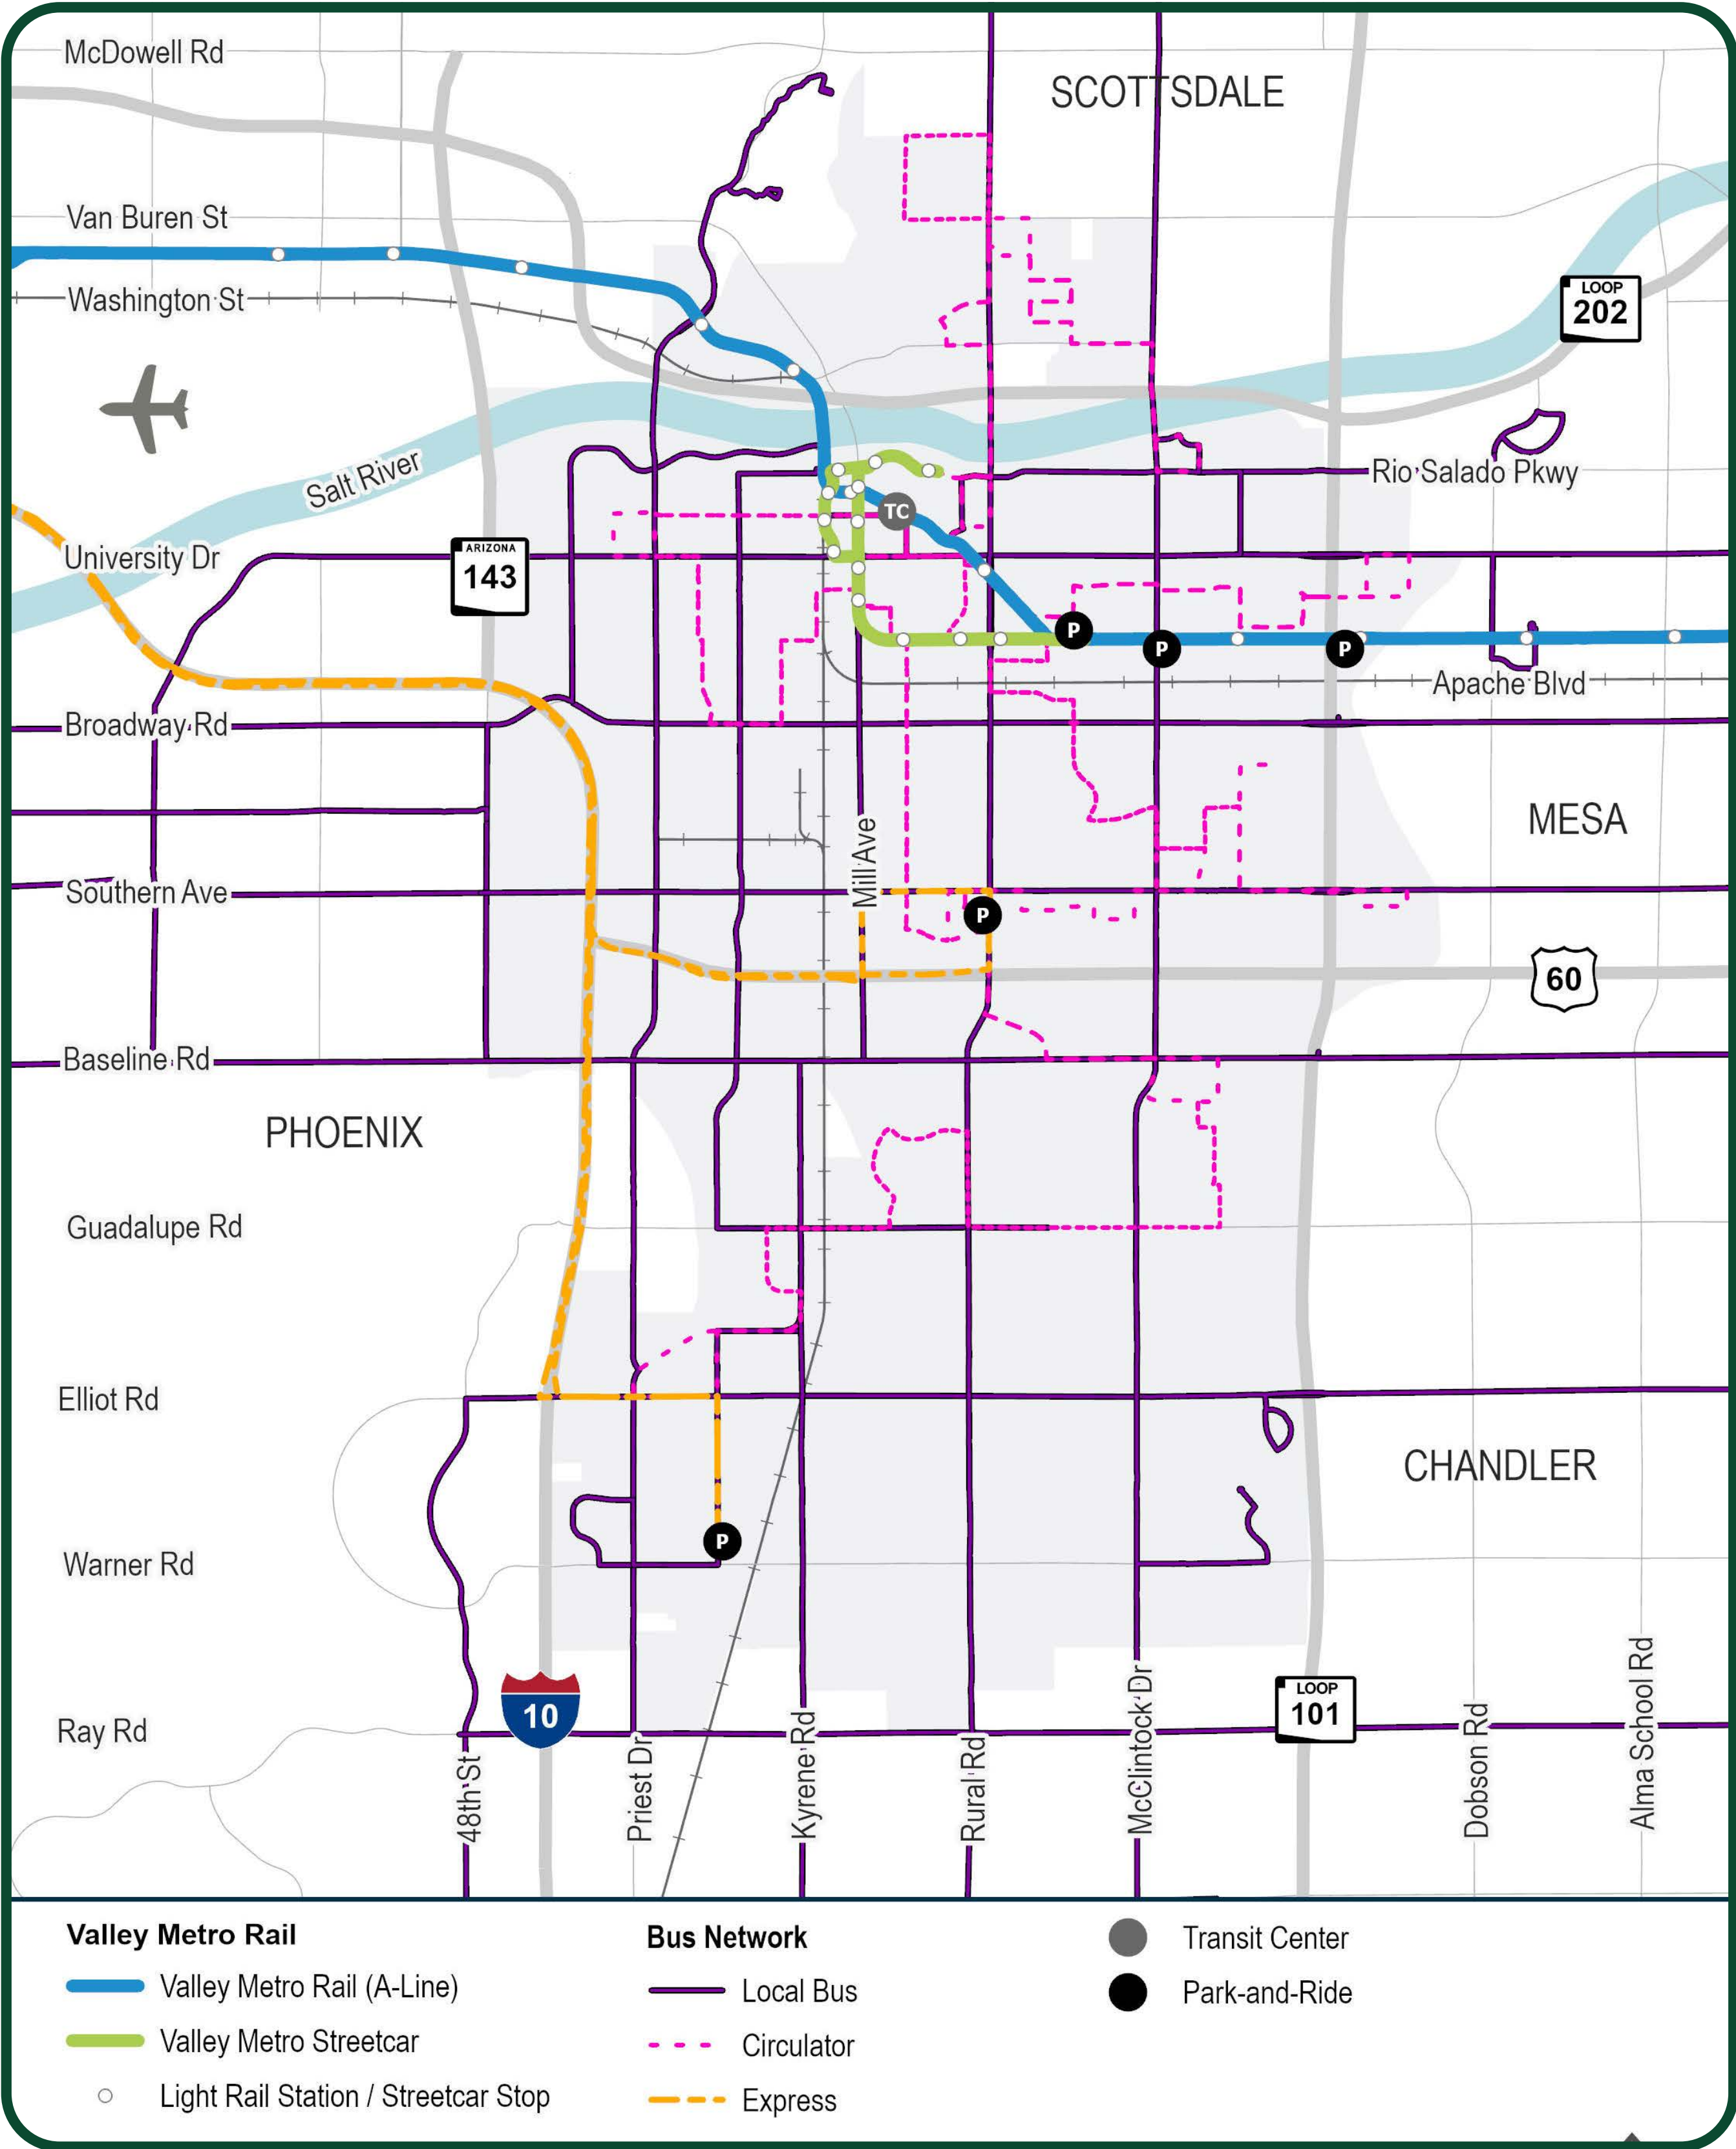 McDowell Rd
SCOTTSDALE
Van Buren St
Washington St
LOOP
202
Salt River
Rio Salado Pkwy
TC
University Dr
ARIZONA
143
P
P
P
Apache Blvd
Broadway Rd
MESA
Mill Ave
Southern Ave
P
60
Baseline Rd
PHOENIX
Guadalupe Rd
Elliot Rd
CHANDLER
P
Warner Rd
10
LOOP
101
Ray Rd
48th St
Priest Dr
Kyrene Rd
Rural Rd
McClintock Dr
Dobson Rd
Alma School Rd
Valley Metro Rail
Valley Metro Rail (A-Line)
Valley Metro Streetcar
Light Rail Station / Streetcar Stop
Bus Network
Local Bus
Circulator
Express
Transit Center
Park-and-Ride